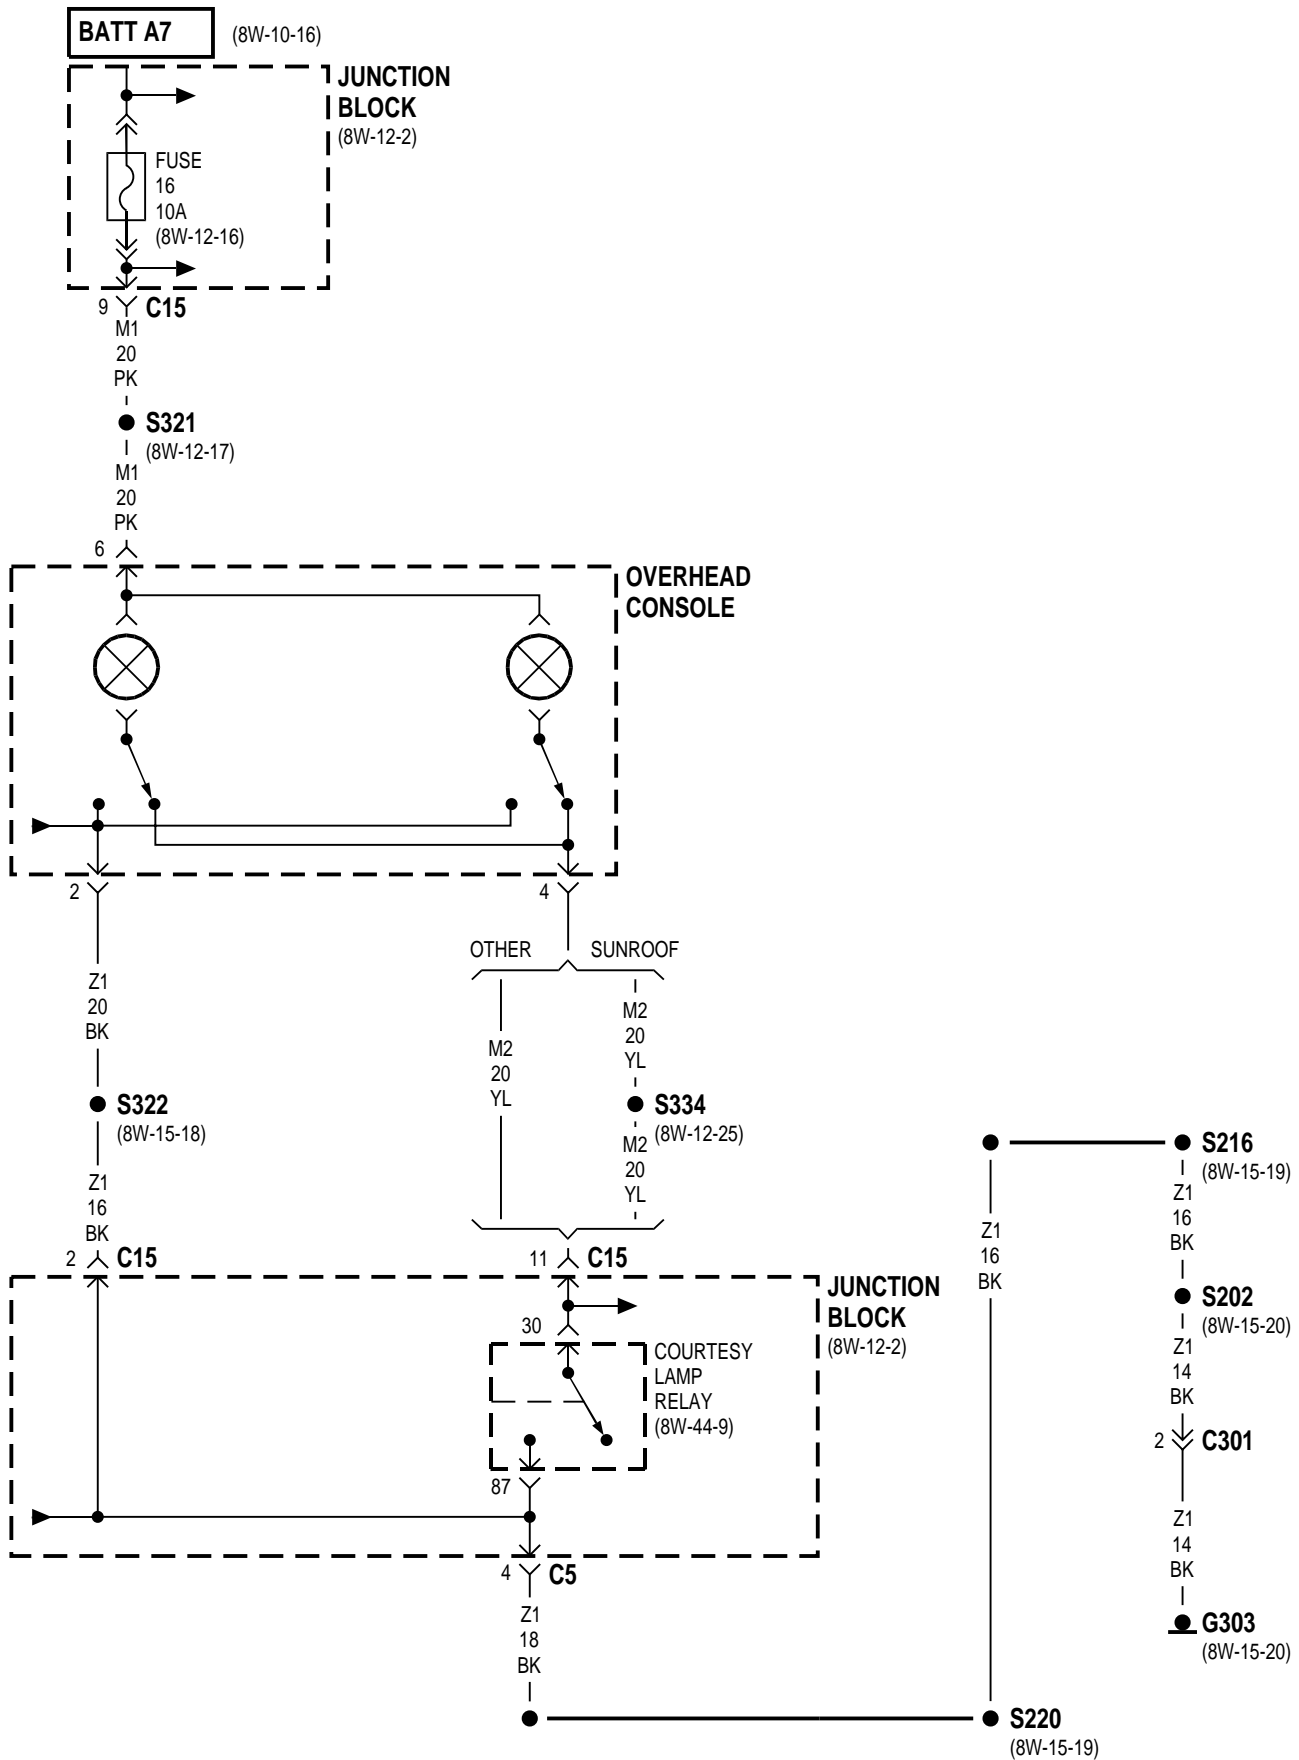 BATT A7
(8W-10-16)
JUNCTION
BLOCK
(8W-12-2)
FUSE
16
10A
(8W-12-16)
9
C15
M1
20
PK
S321
(8W-12-17)
M1
20
PK
6
OVERHEAD
CONSOLE
2
4
OTHER
SUNROOF
Z1
20
BK
M2
20
YL
M2
20
YL
S322
(8W-15-18)
S334
(8W-12-25)
M2
20
YL
Z1
16
BK
2
C15
11
C15
JUNCTION
BLOCK
(8W-12-2)
30
COURTESY
LAMP
RELAY
(8W-44-9)
87
4
C5
Z1
18
BK
S220
(8W-15-19)
Z1
16
BK
S216
(8W-15-19)
Z1
16
BK
S202
(8W-15-20)
Z1
14
BK
2
C301
Z1
14
BK
G303
(8W-15-20)